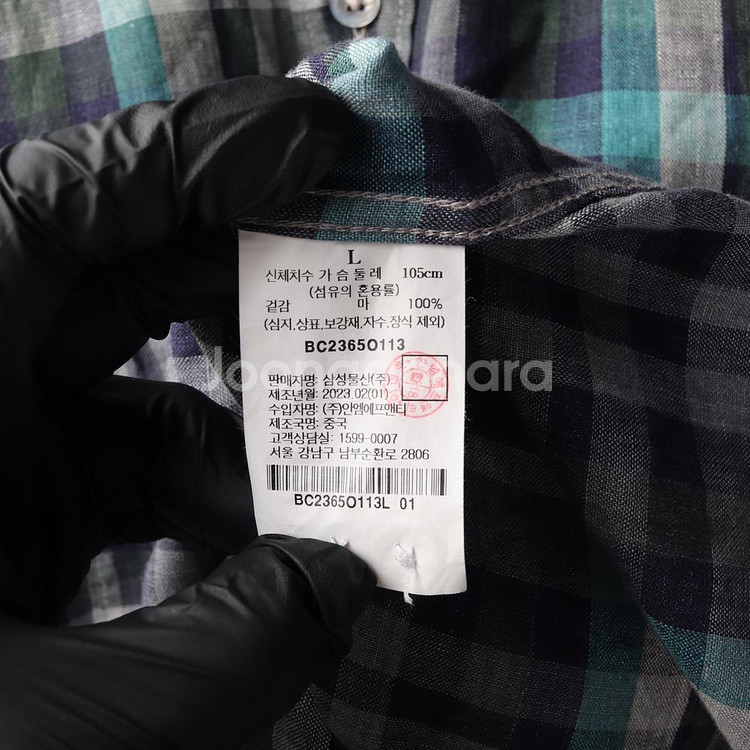 L
신체치수 가슴둘레 105cm
(섬유의 혼용률)
겉감 마 100%
(심지,상표,보강재,자수,장식 제외)
BC2365O113
판매자명: 삼성물산(주)
제조년월: 2023.02(01)
수입자명: (주)안엠에프앤티
제조국명: 중국
고객상담실: 1599-0007
서울 강남구 남부순환로 2806
BC2365O113L 01